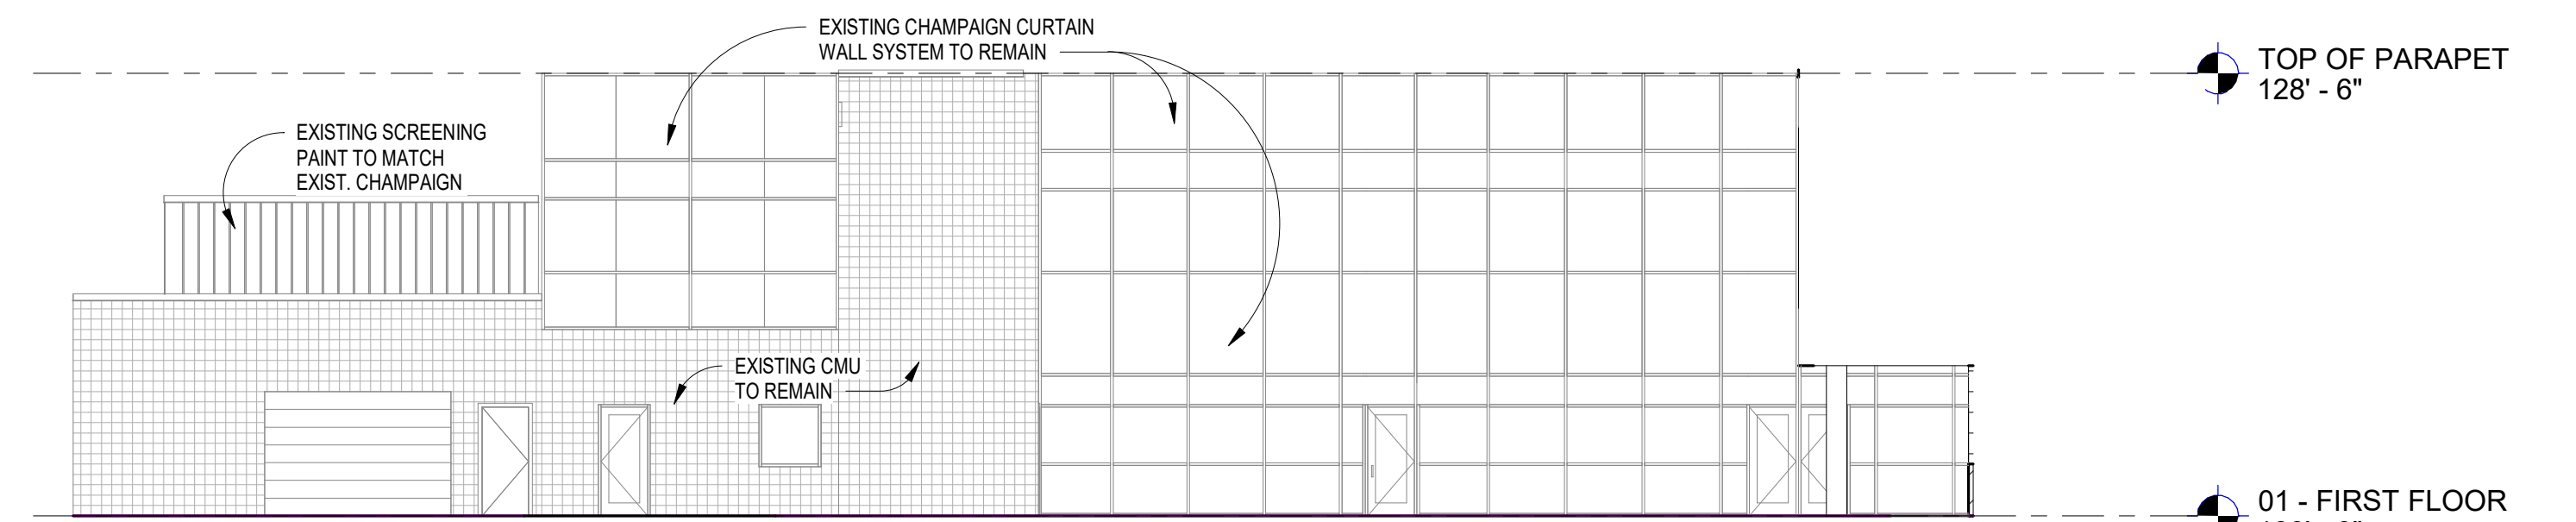 EXISTING CHAMPAIGN CURTAIN
WALL SYSTEM TO REMAIN
TOP OF PARAPET
128' - 6"
EXISTING SCREENING
PAINT TO MATCH
EXIST. CHAMPAIGN
EXISTING CMU
TO REMAIN
01 - FIRST FLOOR